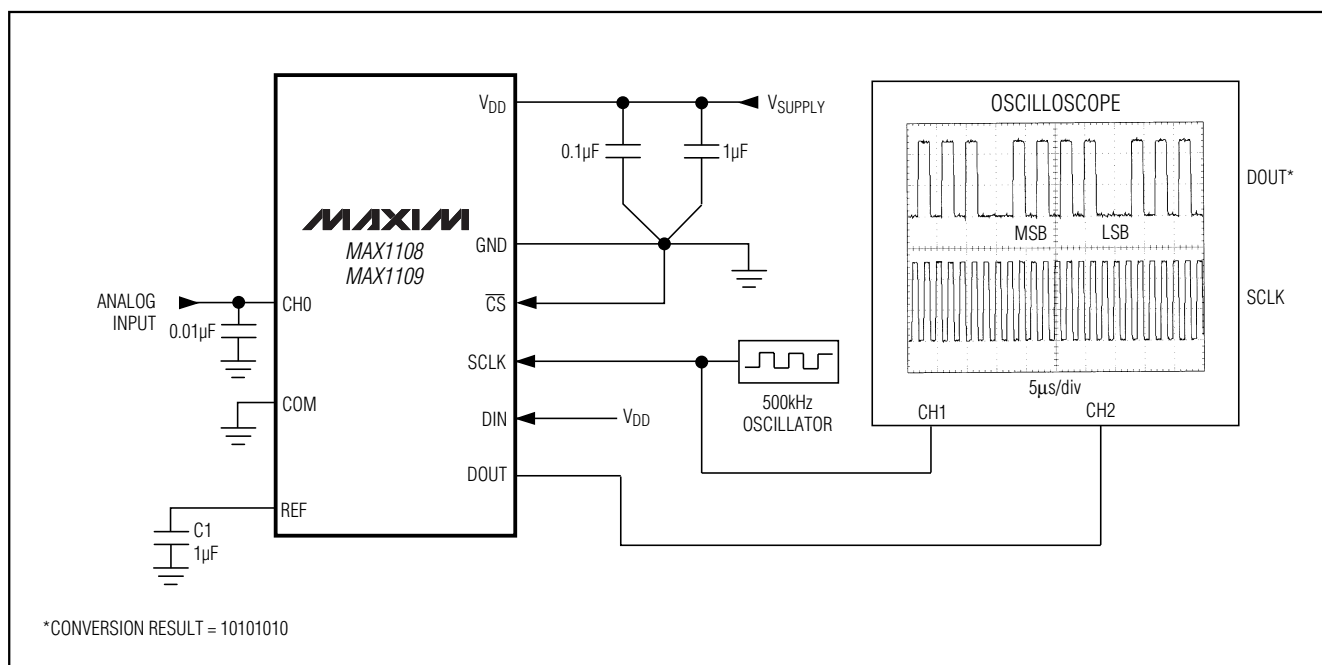 OSCILLOSCOPE
VDD
VSUPPLY
0.1µF
1µF
DOUT*
MAXIM
MAX1108
MAX1109
GND
MSB
LSB
ANALOG
INPUT
CH0
CS
SCLK
0.01µF
SCLK
5µs/div
COM
500kHz
OSCILLATOR
DIN
VDD
CH1
CH2
DOUT
REF
C1
1µF
*CONVERSION RESULT = 10101010